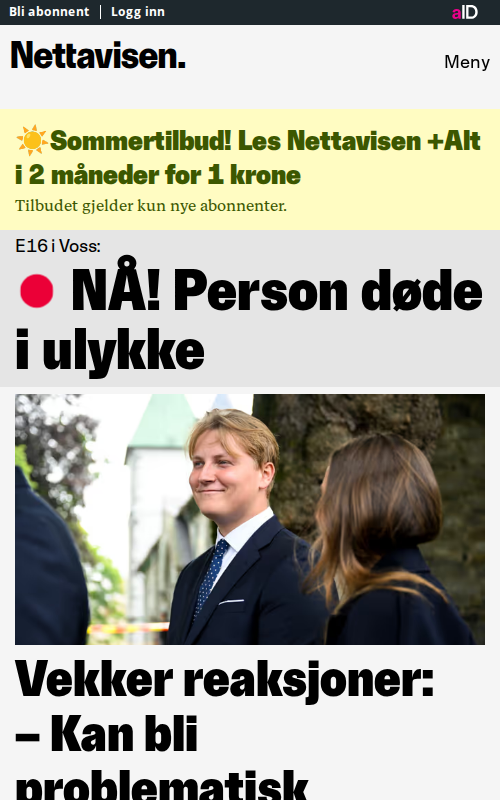 Bli abonnent | Logg inn
aID
Nettavisen.
Meny
☀️Sommertilbud! Les Nettavisen +Alt
i 2 måneder for 1 krone
Tilbudet gjelder kun nye abonnenter.
E16 i Voss:
🔴 NÅ! Person døde
i ulykke
Vekker reaksjoner:
– Kan bli
problematisk